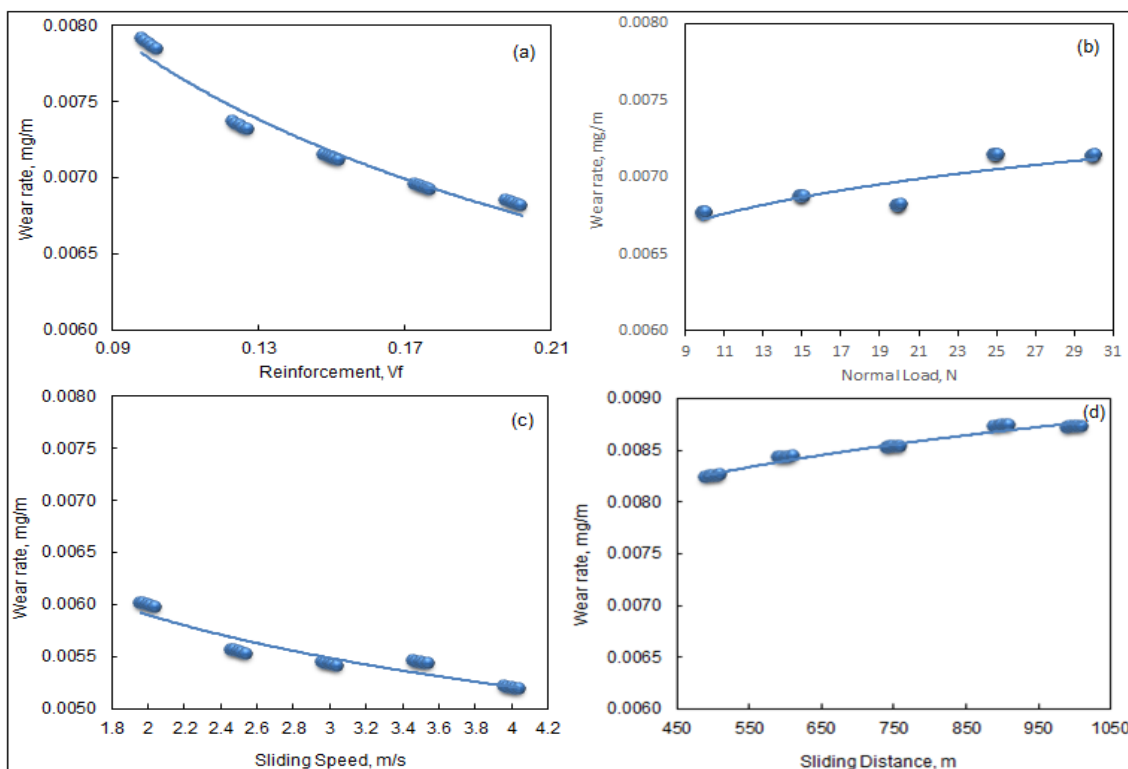 (a)
Wear rate, mg/m
0.0080
0.0075
0.0070
0.0065
0.0060
0.09 0.13 0.17 0.21
Reinforcement, Vf
(b)
Wear rate, mg/m
0.0080
0.0075
0.0070
0.0065
0.0060
9 11 13 15 17 19 21 23 25 27 29 31
Normal Load, N
(c)
Wear rate, mg/m
0.0080
0.0075
0.0070
0.0065
0.0060
0.0055
0.0050
1.8 2 2.2 2.4 2.6 2.8 3 3.2 3.4 3.6 3.8 4 4.2
Sliding Speed, m/s
(d)
Wear rate, mg/m
0.0090
0.0085
0.0080
0.0075
0.0070
0.0065
0.0060
450 550 650 750 850 950 1050
Sliding Distance, m